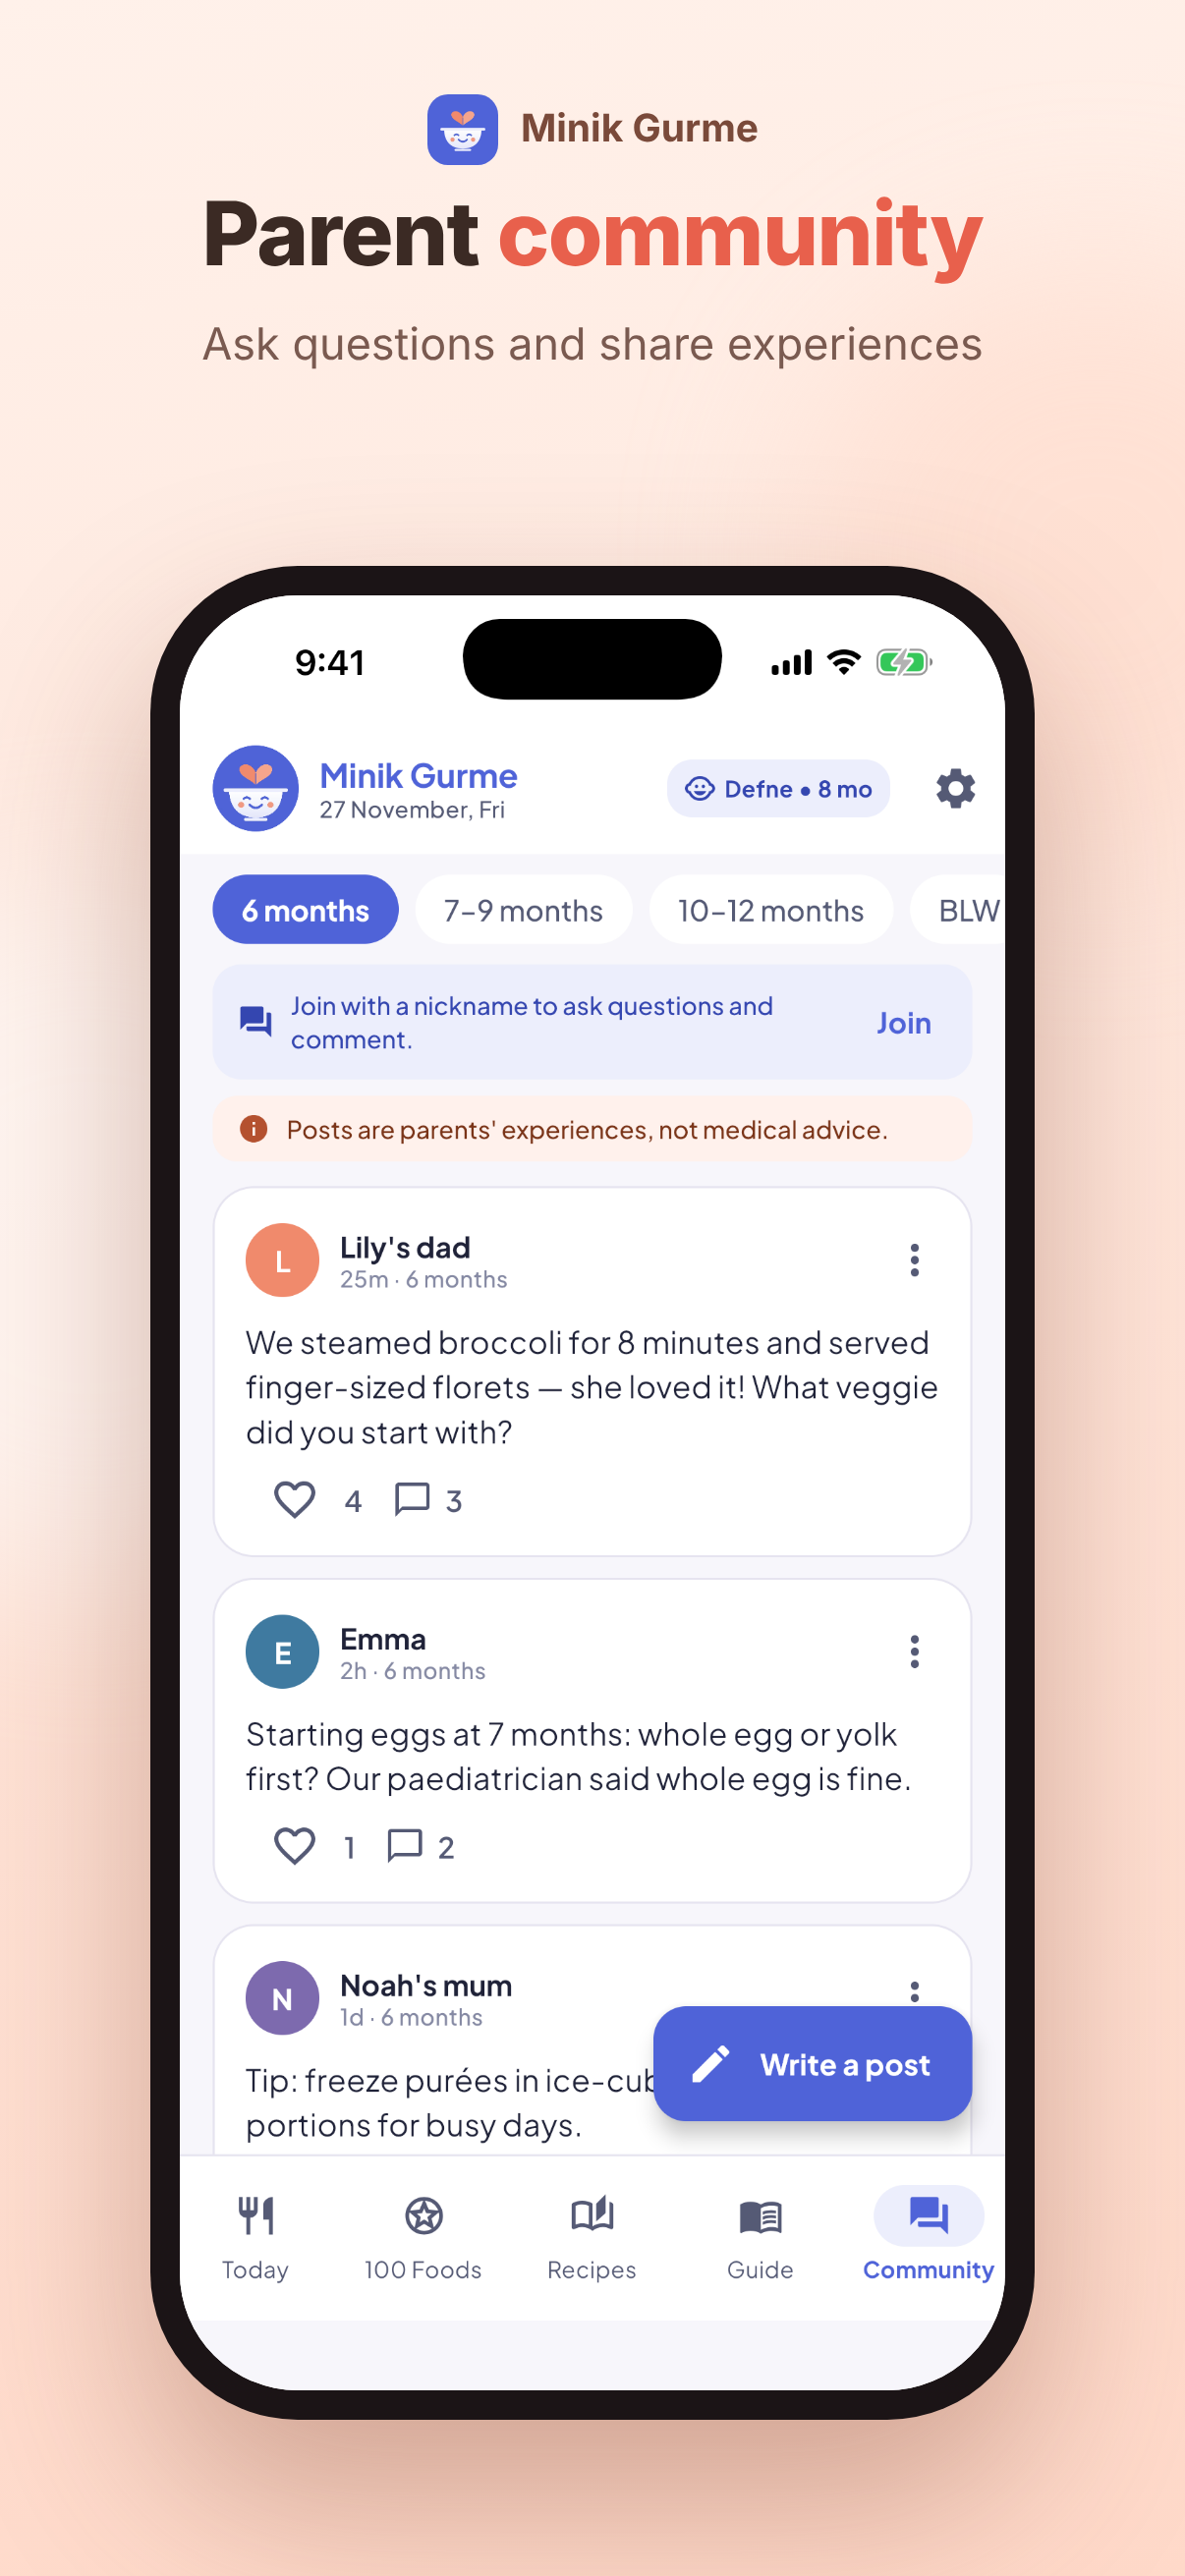 Minik Gurme
Parent community
Ask questions and share experiences
9:41
Minik Gurme
27 November, Fri
Defne • 8 mo
6 months
7–9 months
10–12 months
BLW
Join with a nickname to ask questions and
comment.
Join
Posts are parents' experiences, not medical advice.
L
Lily's dad
25m · 6 months
We steamed broccoli for 8 minutes and served
finger-sized florets — she loved it! What veggie
did you start with?
4
3
E
Emma
2h · 6 months
Starting eggs at 7 months: whole egg or yolk
first? Our paediatrician said whole egg is fine.
1
2
N
Noah's mum
1d · 6 months
Tip: freeze purées in
portions for busy days.
Write a post
Today
100 Foods
Recipes
Guide
Community